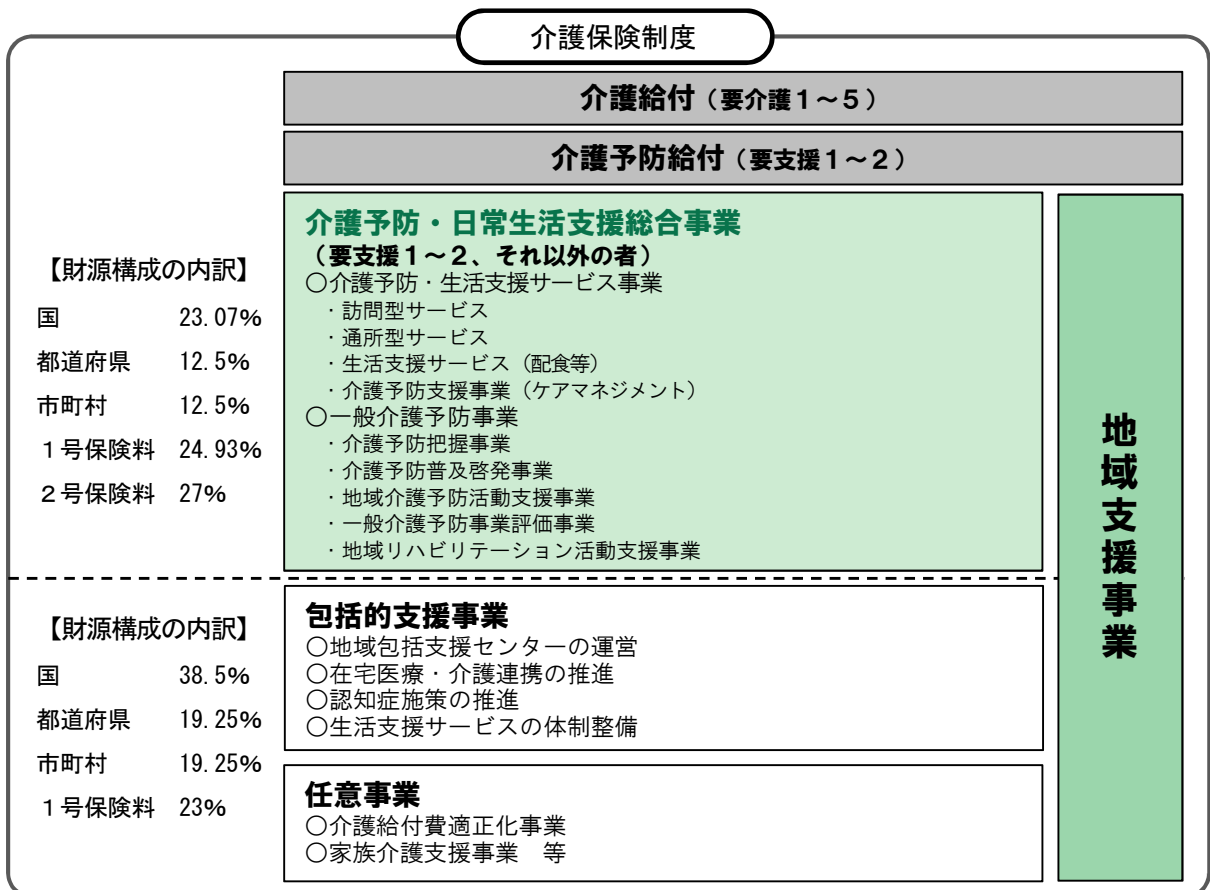 介護保険制度
介護給付（要介護１～５）
介護予防給付（要支援１～２）
【財源構成の内訳】
国 23.07%
都道府県 12.5%
市町村 12.5%
１号保険料 24.93%
２号保険料 27%
介護予防・日常生活支援総合事業
（要支援１～２、それ以外の者）
○介護予防・生活支援サービス事業
・訪問型サービス
・通所型サービス
・生活支援サービス（配食等）
・介護予防支援事業（ケアマネジメント）
○一般介護予防事業
・介護予防把握事業
・介護予防普及啓発事業
・地域介護予防活動支援事業
・一般介護予防事業評価事業
・地域リハビリテーション活動支援事業
地域支援事業
【財源構成の内訳】
国 38.5%
都道府県 19.25%
市町村 19.25%
１号保険料 23%
包括的支援事業
○地域包括支援センターの運営
○在宅医療・介護連携の推進
○認知症施策の推進
○生活支援サービスの体制整備
任意事業
○介護給付費適正化事業
○家族介護支援事業　等